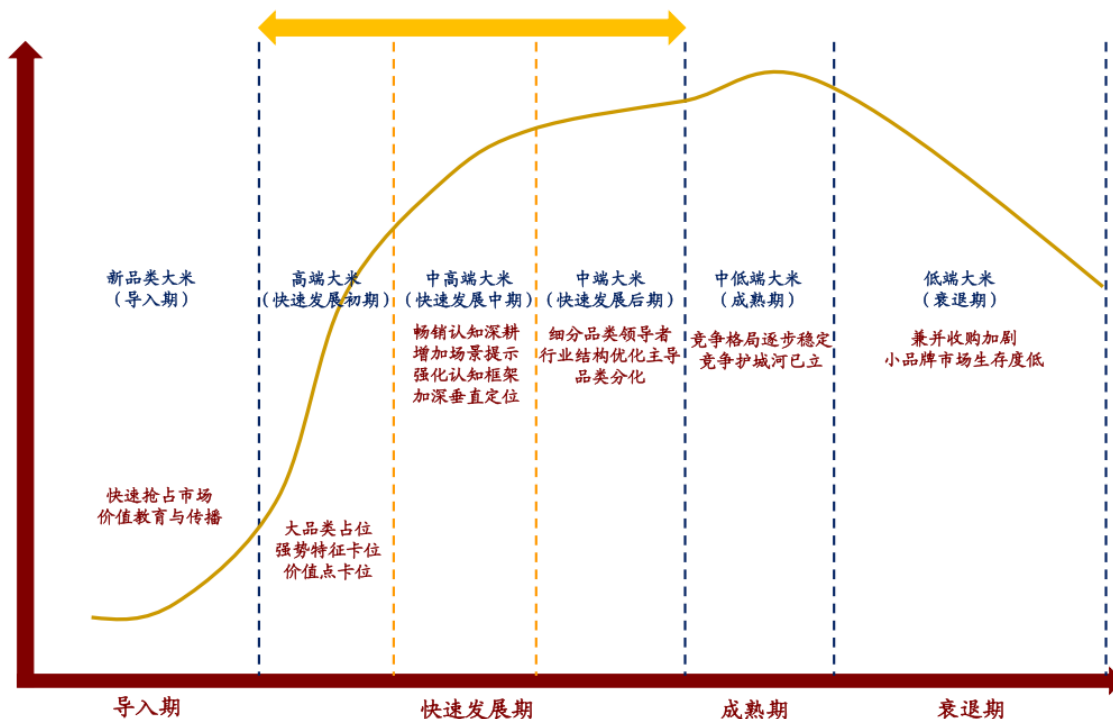 新品类大米
（导入期）
快速抢占市场
价值教育与传播
高端大米
（快速发展初期）
大品类占位
强势特征卡位
价值点卡位
中高端大米
（快速发展中期）
畅销认知深耕
增加场景提示
强化认知框架
加深垂直定位
中端大米
（快速发展后期）
细分品类领导者
行业结构优化主导
品类分化
中低端大米
（成熟期）
竞争格局逐步稳定
竞争护城河已立
低端大米
（衰退期）
兼并收购加剧
小品牌市场生存度低
导入期
快速发展期
成熟期
衰退期